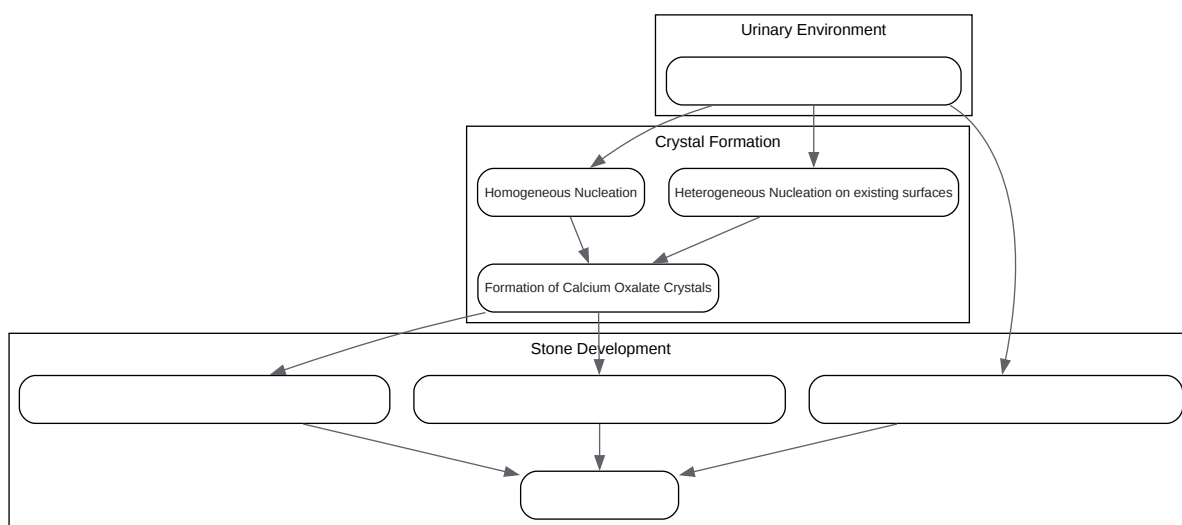 Urinary Environment
Crystal Formation
Homogeneous Nucleation
Heterogeneous Nucleation on existing surfaces
Formation of Calcium Oxalate Crystals
Stone Development